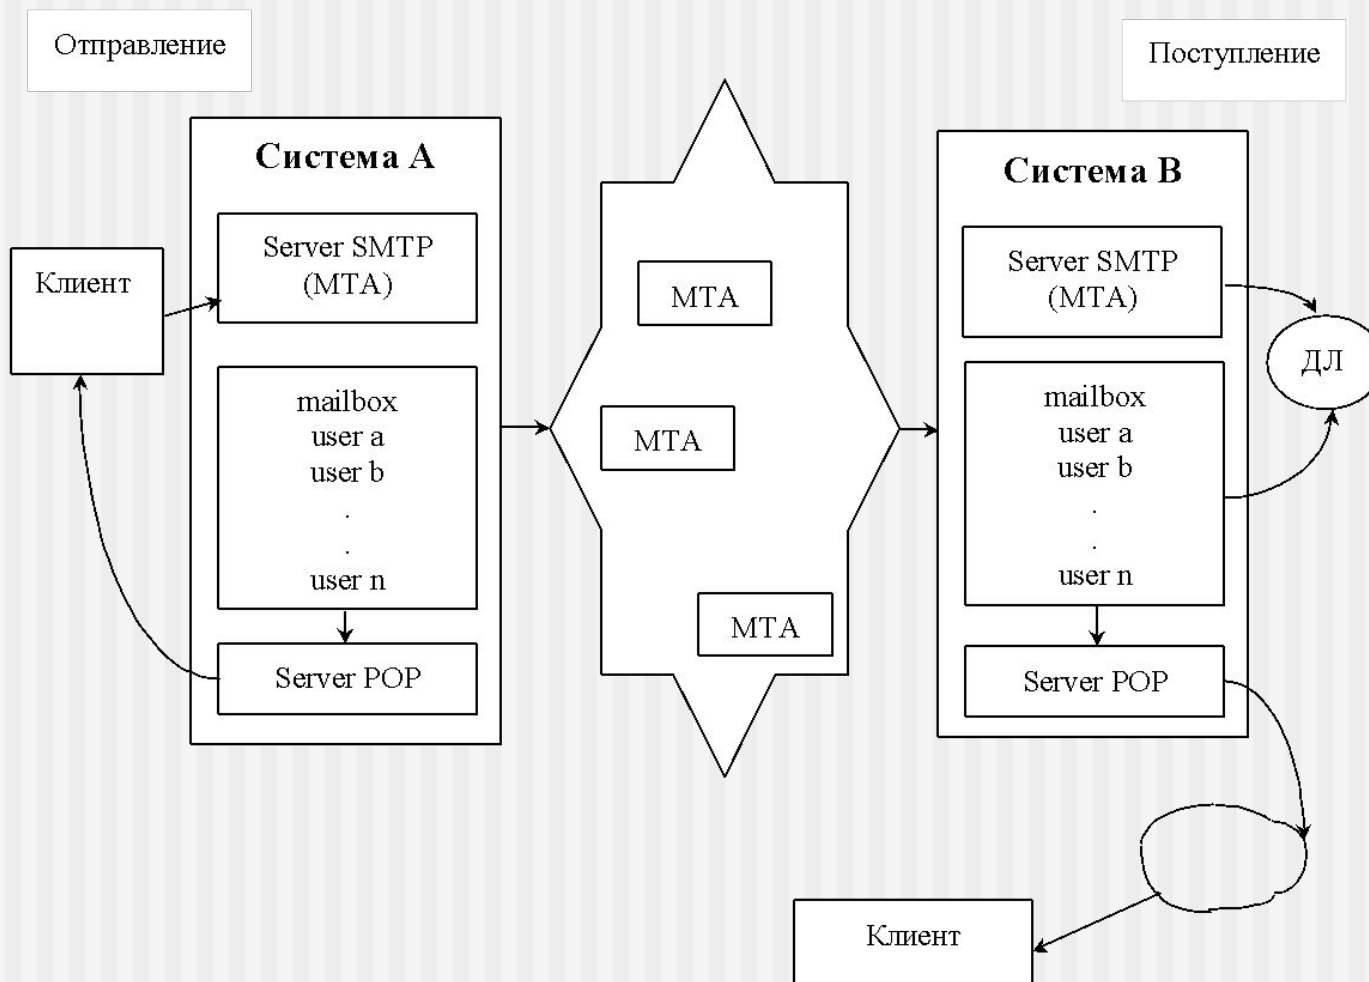 Отправление
Поступление
Система A
Server SMTP
(MTA)
Клиент
mailbox
user a
user b
.
.
user n
Server POP
MTA
MTA
MTA
Система B
Server SMTP
(MTA)
ДЛ
mailbox
user a
user b
.
.
user n
Server POP
Клиент